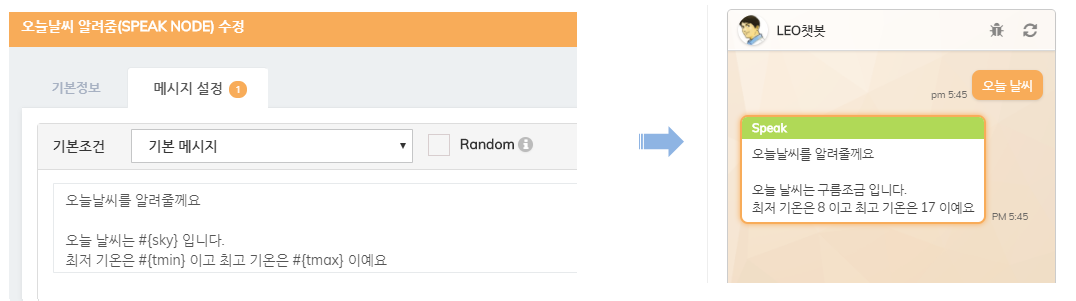 오늘날씨 알려줌(SPEAK NODE) 수정
기본정보
메시지 설정 1
기본조건
기본 메시지
Random
오늘날씨를 알려줄께요
오늘 날씨는 #{sky} 입니다.
최저 기온은 #{tmin} 이고 최고 기온은 #{tmax} 이예요
LEO챗봇
pm 5:45
오늘 날씨
Speak
오늘날씨를 알려줄께요
오늘 날씨는 구름조금 입니다.
최저 기온은 8 이고 최고 기온은 17 이예요
PM 5:45